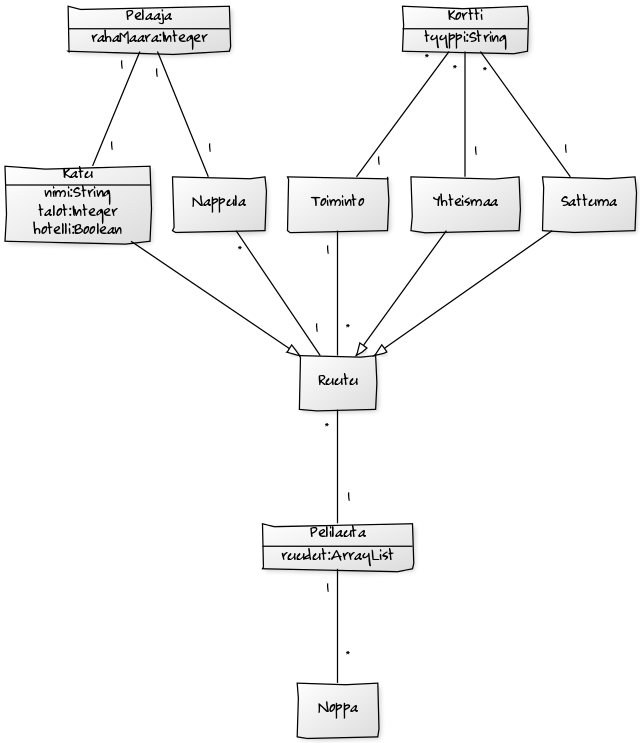 Pelaaja
rahaMaara:Integer
Kortti
tyyppi:String
1
1
*
*
*
1
1
1
1
1
Katu
nimi:String
talot:Integer
hotelli:Boolean
Nappula
Toiminto
Yhteismaa
Sattuma
*
1
1
*
Ruutu
*
1
Pelilauta
ruudut:ArrayList
1
*
Noppa